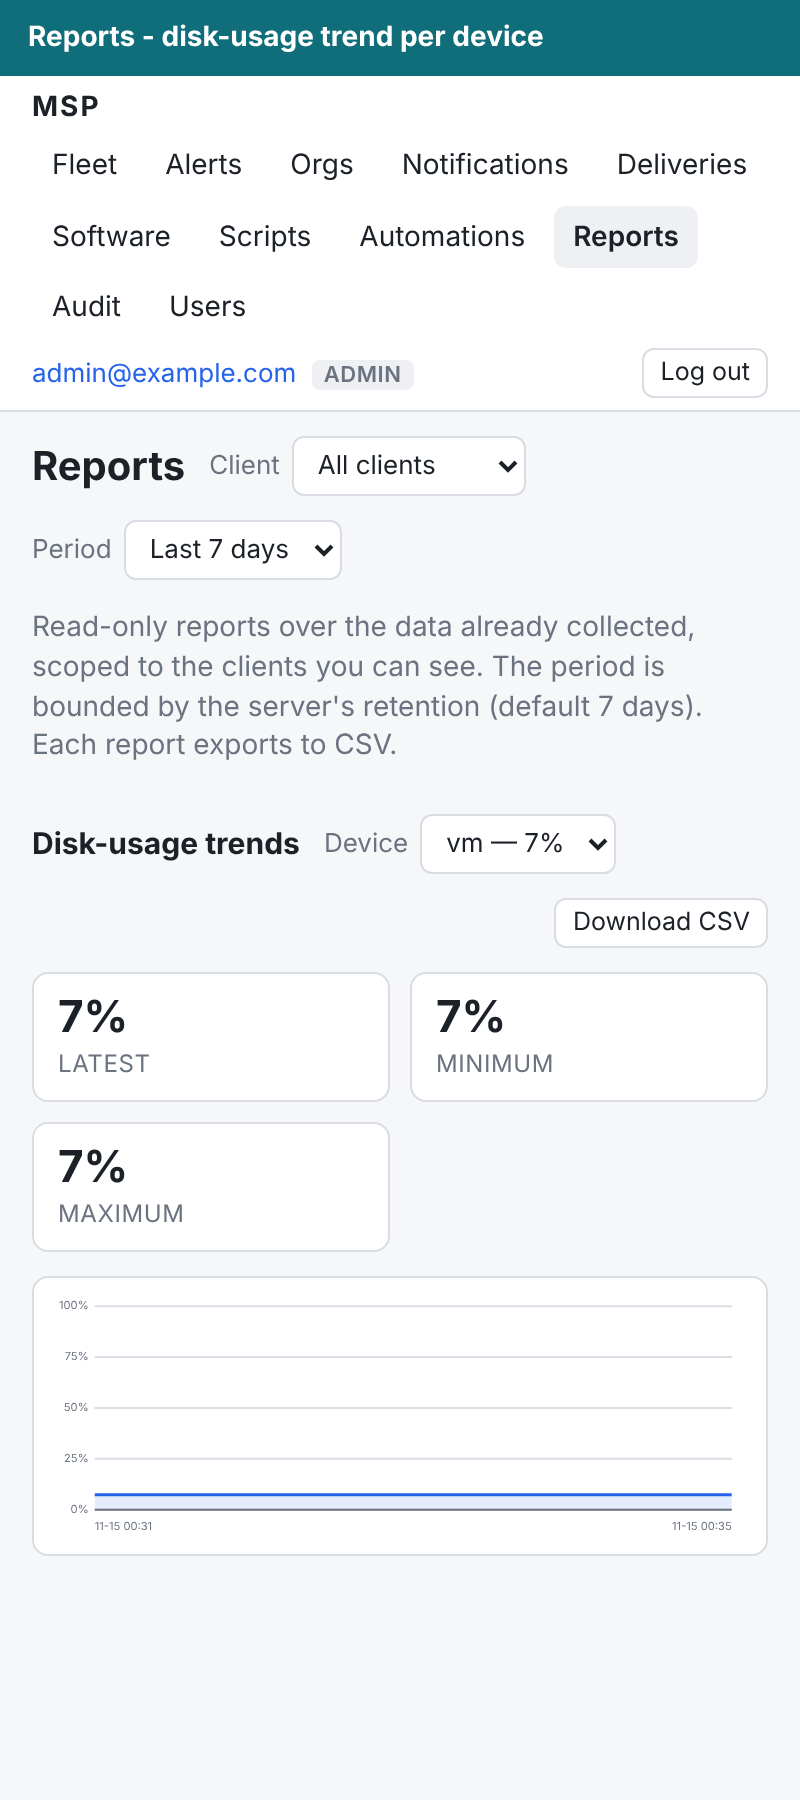 Reports - disk-usage trend per device
MSP
Fleet Alerts Orgs Notifications Deliveries
Software Scripts Automations Reports
Audit Users
admin@example.com ADMIN Log out
Reports Client All clients
Period Last 7 days
Read-only reports over the data already collected,
scoped to the clients you can see. The period is
bounded by the server's retention (default 7 days).
Each report exports to CSV.
Disk-usage trends Device vm — 7%
Download CSV
7% 7%
LATEST MINIMUM
7%
MAXIMUM
100%
75%
50%
25%
0%
11-15 00:31 11-15 00:35